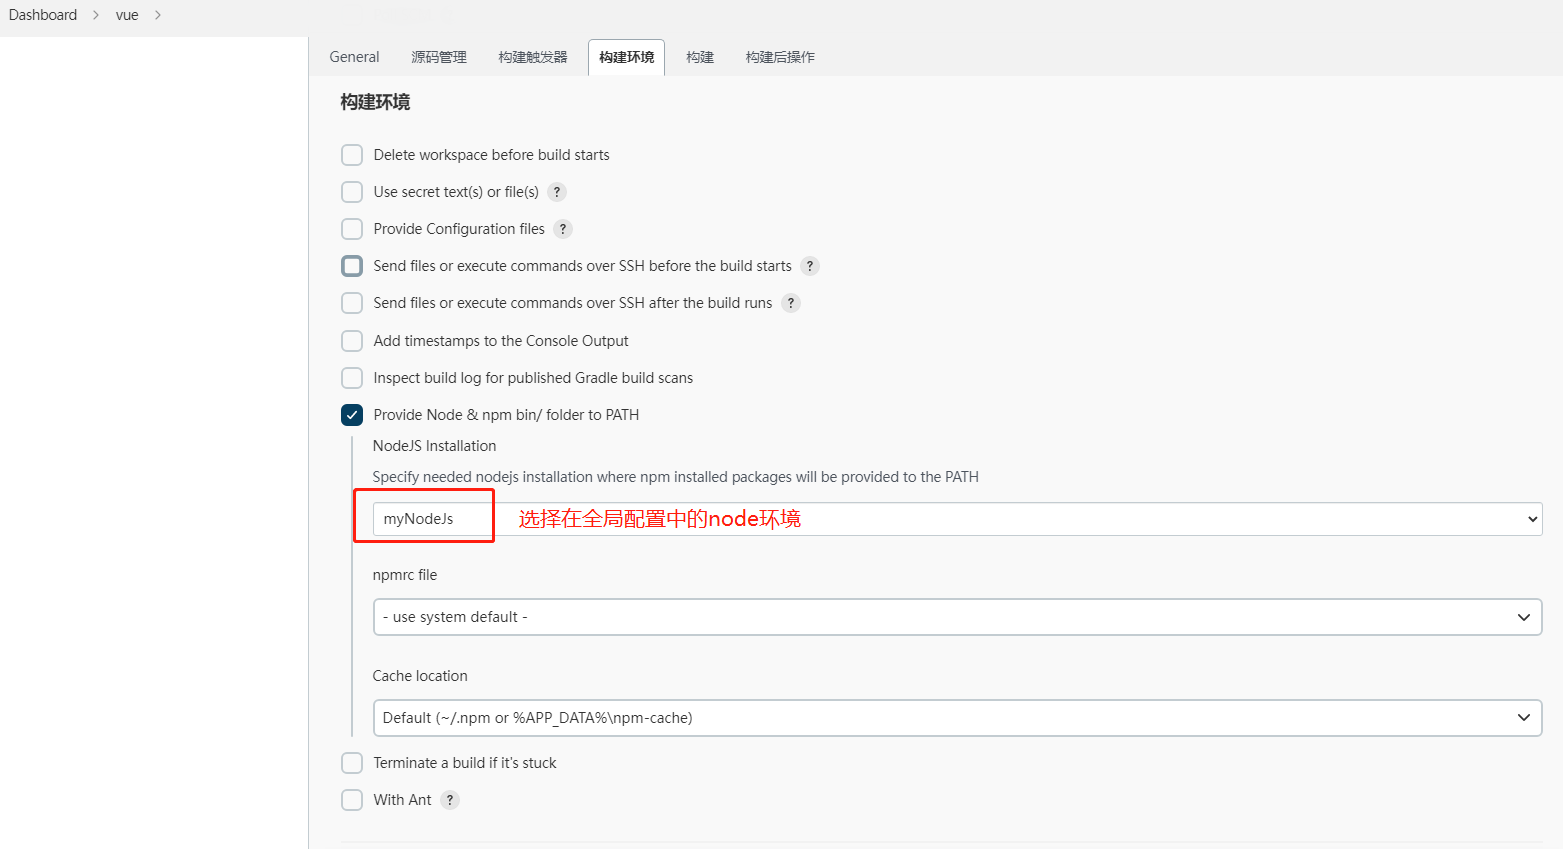 Dashboard > vue >
General 源码管理 构建触发器 构建环境 构建 构建后操作
构建环境
Delete workspace before build starts
Use secret text(s) or file(s) ?
Provide Configuration files ?
Send files or execute commands over SSH before the build starts ?
Send files or execute commands over SSH after the build runs ?
Add timestamps to the Console Output
Inspect build log for published Gradle build scans
Provide Node & npm bin/ folder to PATH
NodeJS Installation
Specify needed nodejs installation where npm installed packages will be provided to the PATH
myNodeJs 选择在全局配置中的node环境
npmrc file
- use system default -
Cache location
Default (~/.npm or %APP_DATA%\npm-cache)
Terminate a build if it's stuck
With Ant ?